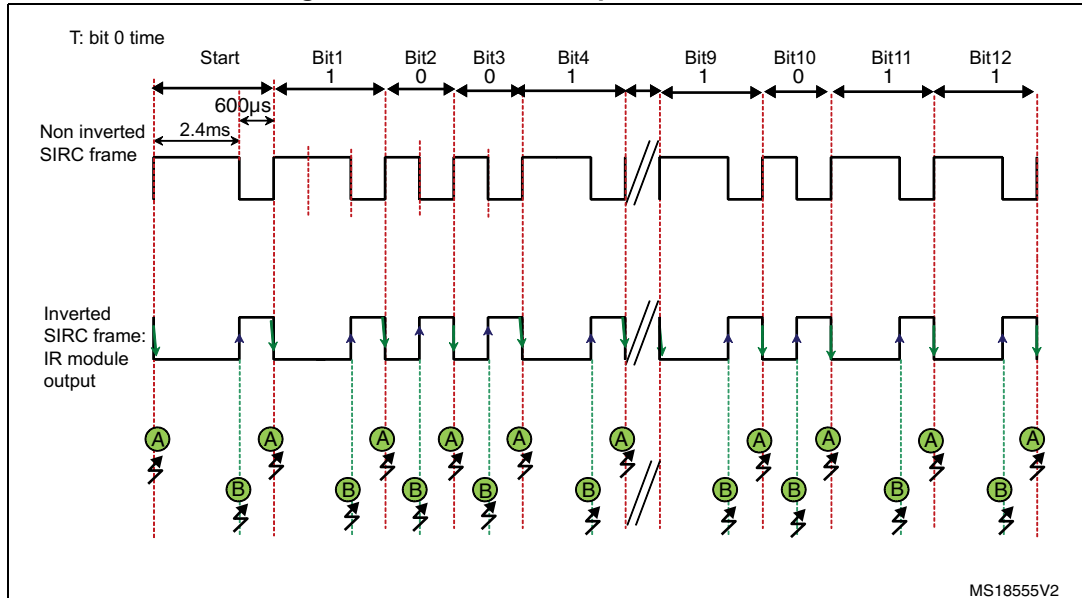 T: bit 0 time
Start Bit1 Bit2 Bit3 Bit4 Bit9 Bit10 Bit11 Bit12
1 0 0 1 1 0 1 1
600µs
2.4ms
Non inverted
SIRC frame
Inverted
SIRC frame:
IR module
output
A A A A A A A A A A
B B B B B B B B B
MS18555V2